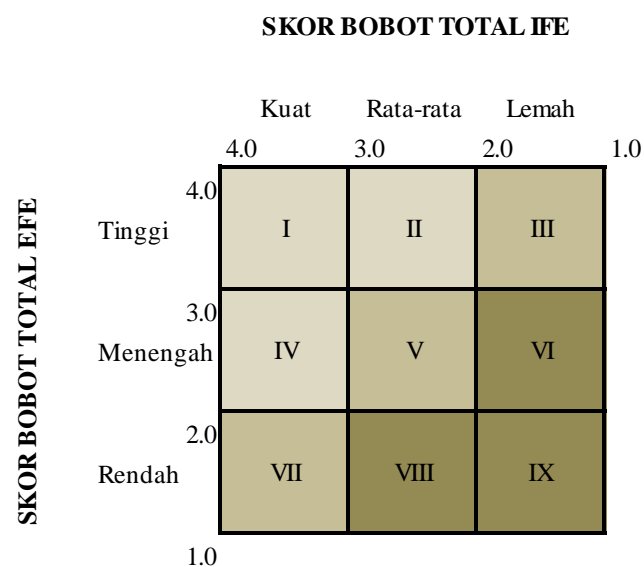 SKOR BOBOT TOTAL IFE
Kuat Rata-rata Lemah
4.0 3.0 2.0 1.0
SKOR BOBOT TOTAL EFE
4.0
Tinggi I II III
3.0
Menengah IV V VI
2.0
Rendah VII VIII IX
1.0